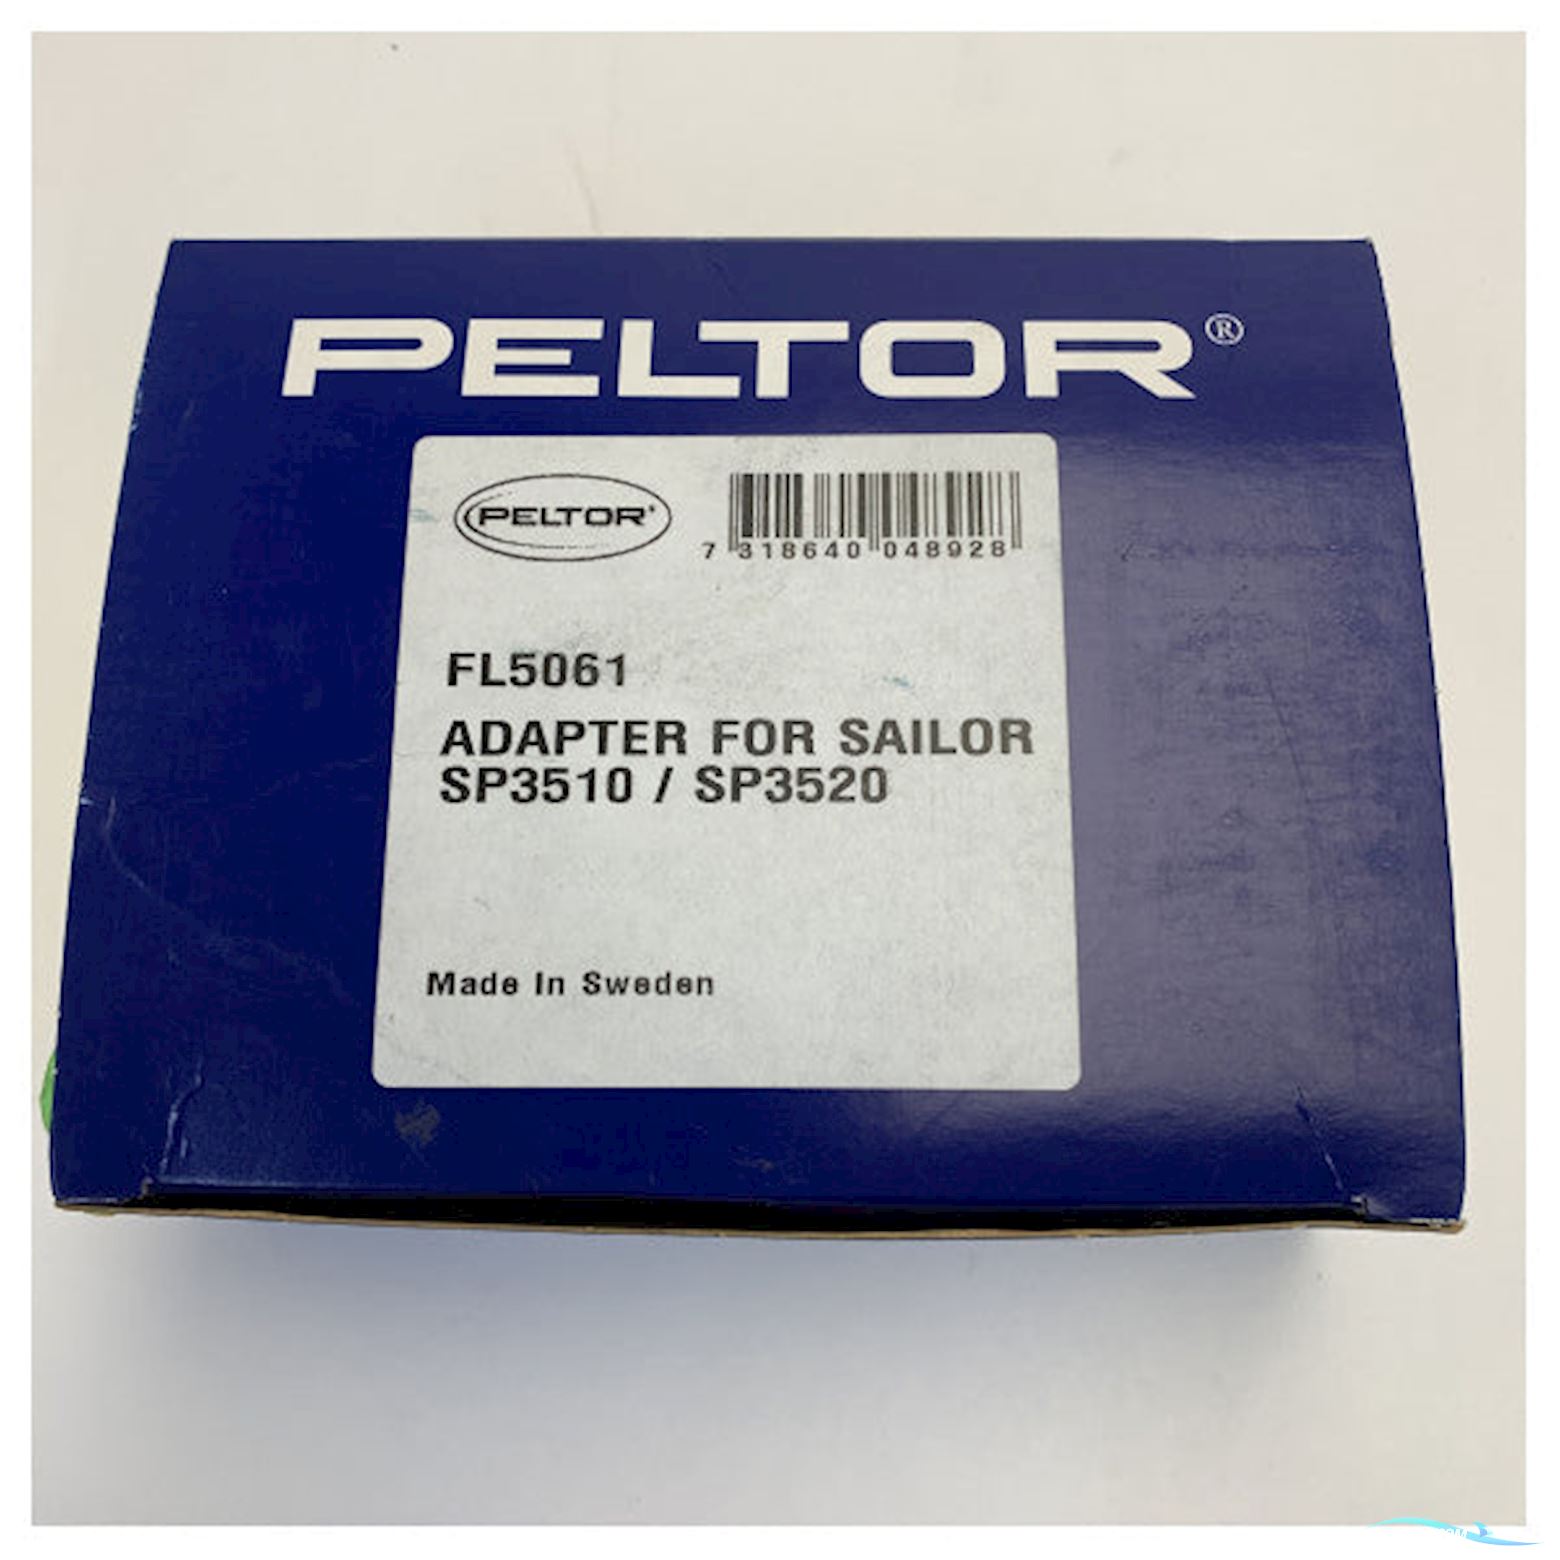 PELTOR®
PELTOR®
7 318640 048928
FL5061
ADAPTER FOR SAILOR
SP3510 / SP3520
Made In Sweden